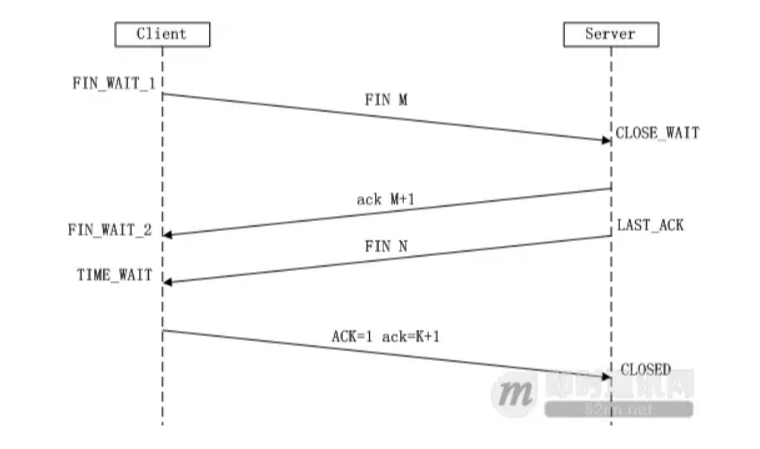 Client
Server
FIN_WAIT_1
FIN M
CLOSE_WAIT
ack M+1
FIN_WAIT_2
LAST_ACK
FIN N
TIME_WAIT
ACK=1 ack=K+1
CLOSED
即时通讯网
52im.net